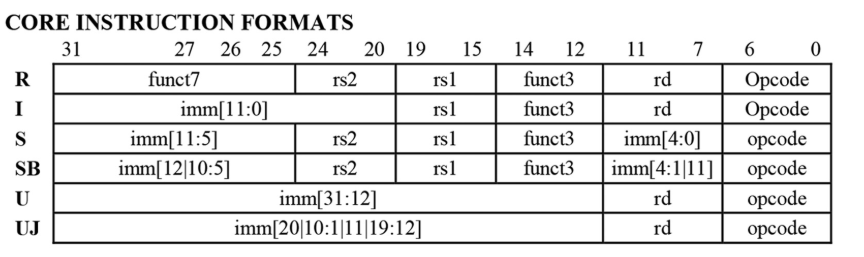 CORE INSTRUCTION FORMATS
31 27 26 25 24 20 19 15 14 12 11 7 6 0
R funct7 rs2 rs1 funct3 rd Opcode
I imm[11:0] rs1 funct3 rd Opcode
S imm[11:5] rs2 rs1 funct3 imm[4:0] opcode
SB imm[12|10:5] rs2 rs1 funct3 imm[4:1|11] opcode
U imm[31:12] rd opcode
UJ imm[20|10:1|11|19:12] rd opcode